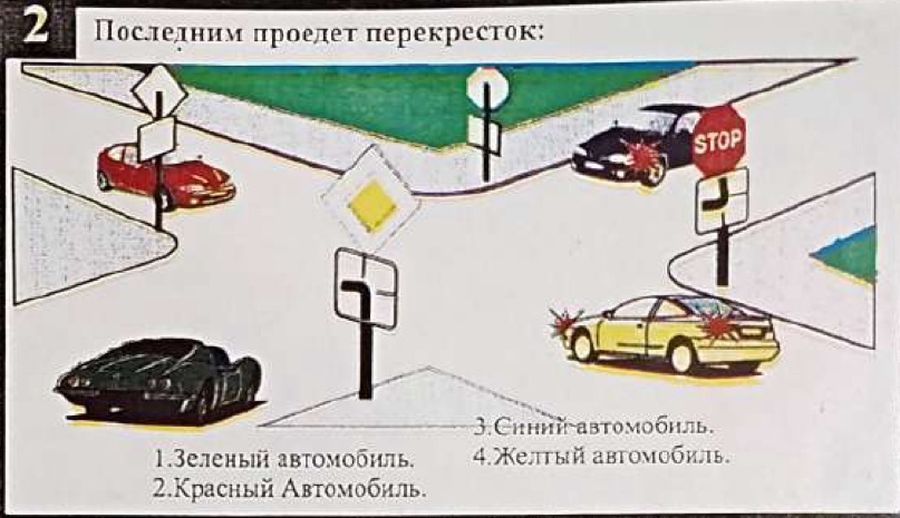 2
Последним проедет перекресток:
STOP
3.Синий автомобиль.
1.Зеленый автомобиль.
4.Желтый автомобиль.
2.Красный Автомобиль.